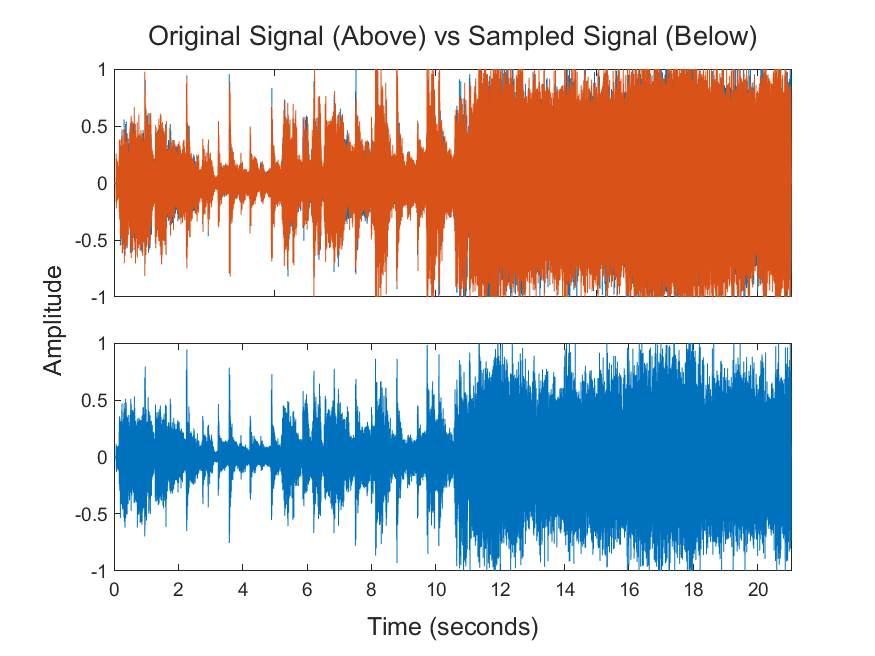 Original Signal (Above) vs Sampled Signal (Below)
1
0.5
0
-0.5
-1
Amplitude
1
0.5
0
-0.5
-1
0 2 4 6 8 10 12 14 16 18 20
Time (seconds)